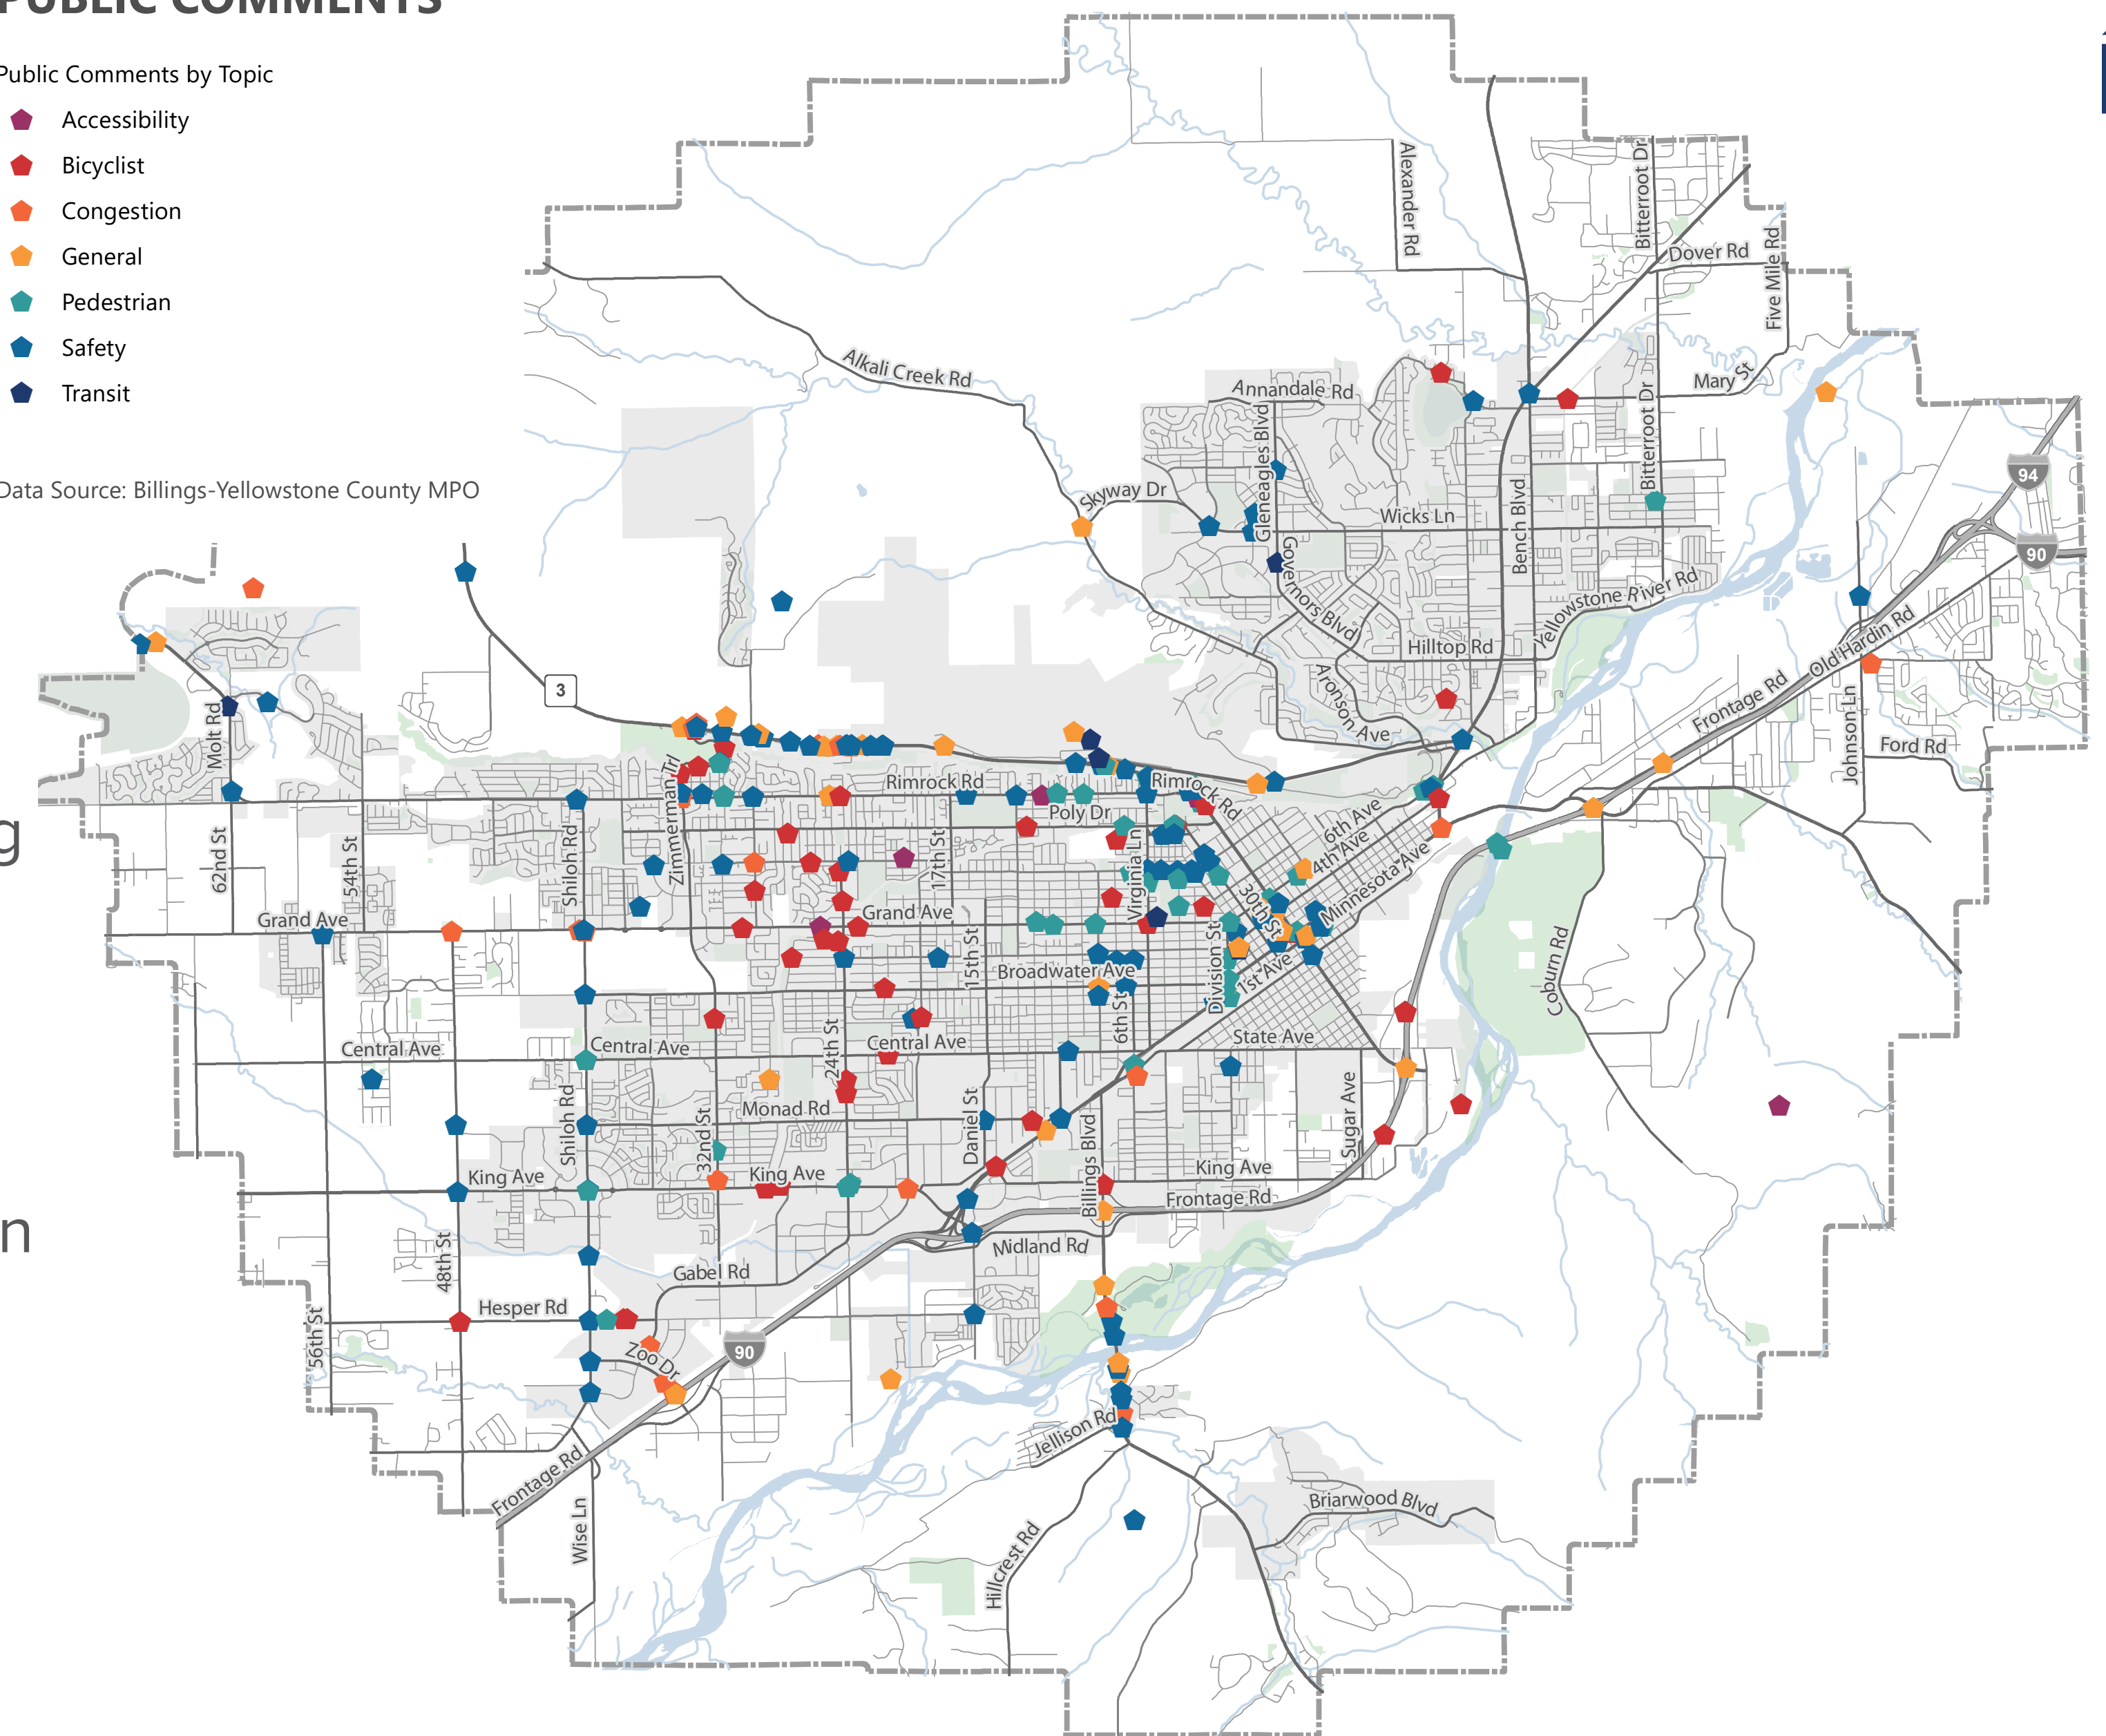 PUBLIC COMMENTS
Public Comments by Topic
Accessibility
Bicyclist
Congestion
General
Pedestrian
Safety
Transit
Data Source: Billings-Yellowstone County MPO
g
n
Alexander Rd
Bitterroot Dr
Dover Rd
Five Mile Rd
Alkali Creek Rd
Annandale Rd
Mary St
Bitterroot Dr
Gleneagles Blvd
Skyway Dr
Wicks Ln
Bench Blvd
94
90
Governors Blvd
Yellowstone River Rd
Hilltop Rd
Old Hardin Rd
3
Aronson Ave
Frontage Rd
Johnson Ln
Ford Rd
Molt Rd
Zimmerman Trl
Rimrock Rd
Rimrock Rd
Poly Dr
6th Ave
4th Ave
Minnesota Ave
62nd St
54th St
Shiloh Rd
17th St
Virginia Ln
30th St
Grand Ave
Grand Ave
15th St
Broadwater Ave
Division St
1st Ave
Coburn Rd
6th St
State Ave
Central Ave
Central Ave
24th St
Central Ave
Monad Rd
Shiloh Rd
32nd St
Daniel St
Billings Blvd
Sugar Ave
King Ave
King Ave
King Ave
Frontage Rd
48th St
Midland Rd
Gabel Rd
Hesper Rd
56th St
Zoo Dr
90
Jellison Rd
Frontage Rd
Wise Ln
Hillcrest Rd
Briarwood Blvd